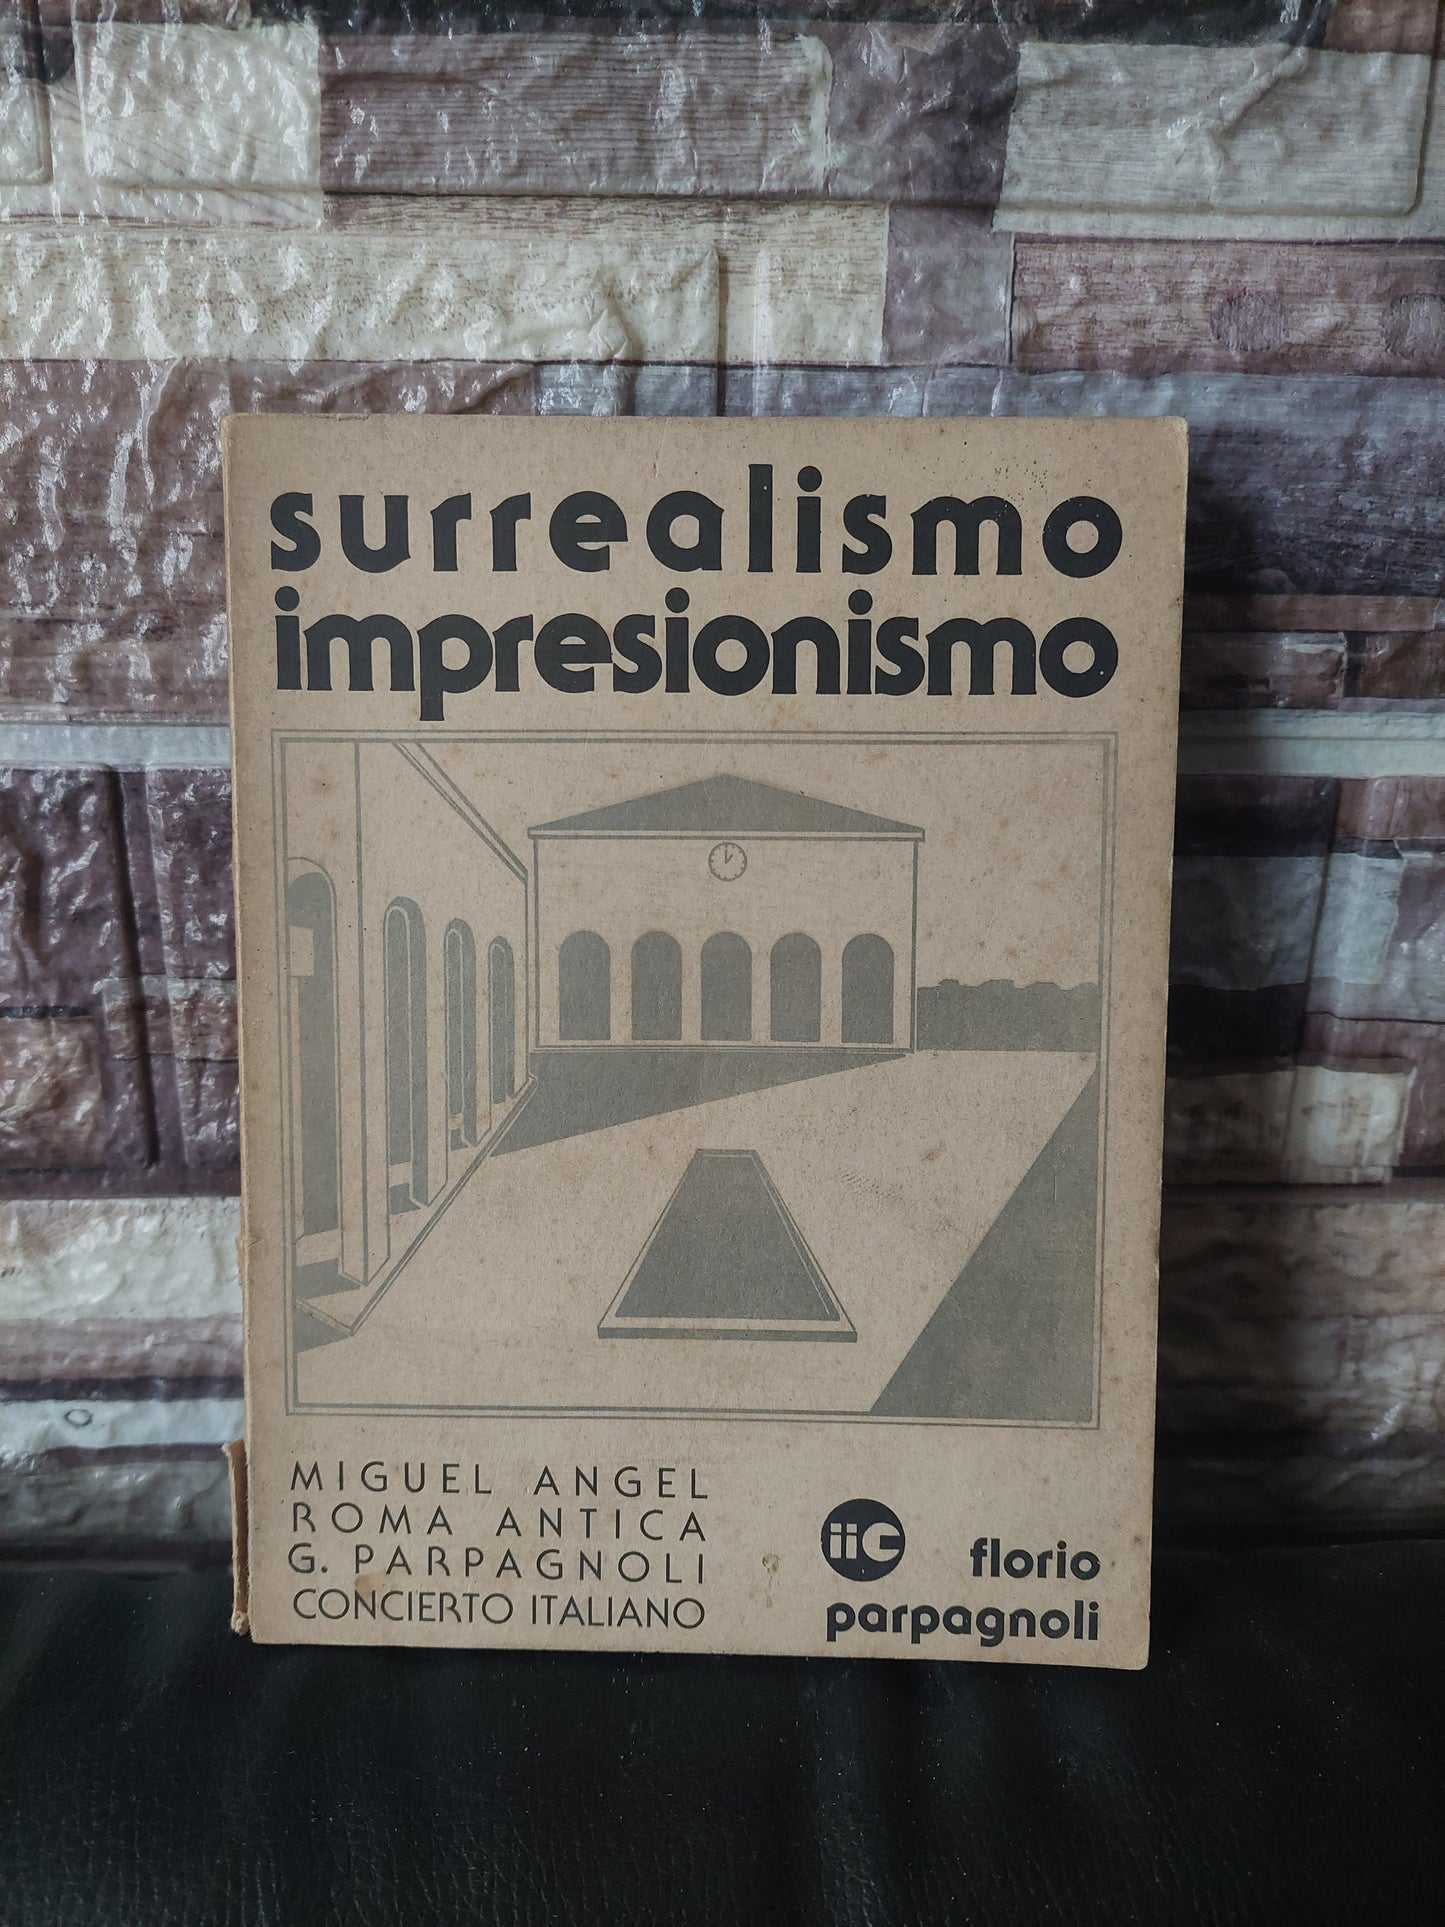 surrealismo
impresionismo
MIGUEL ANGEL
ROMA ANTICA
G. PARPAGNOLI
CONCIERTO ITALIANO
iic
florio
parpagnoli